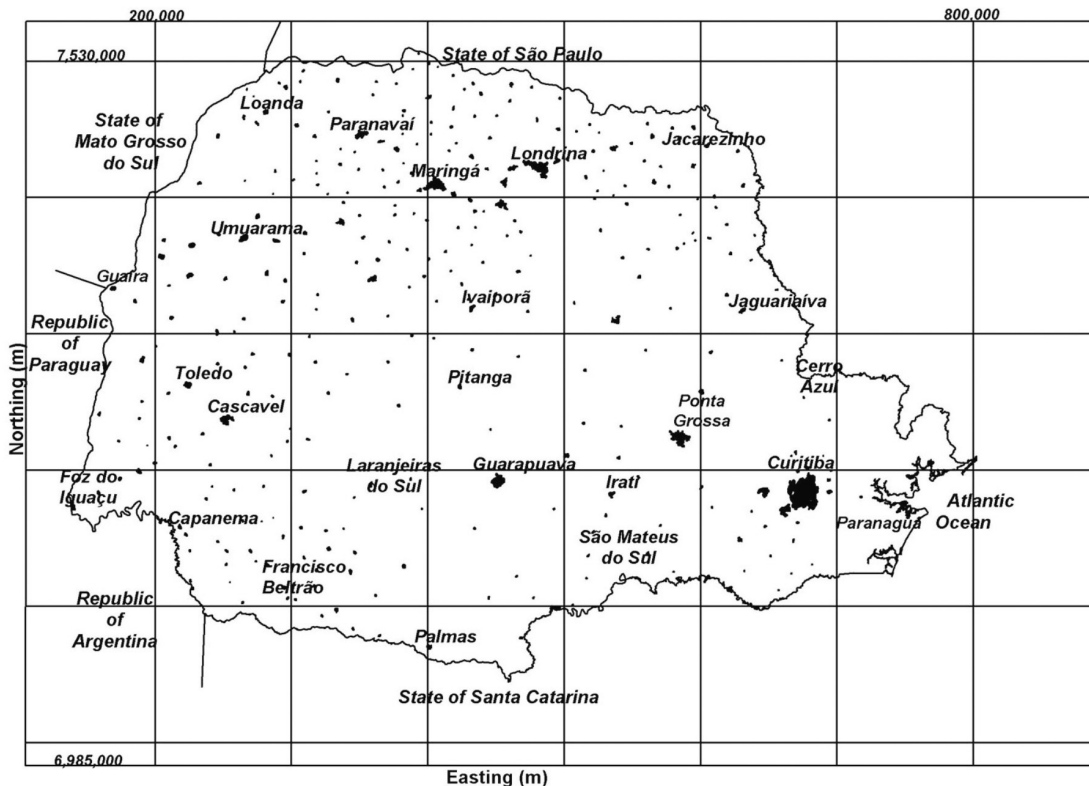 200,000
800,000
7,530,000
State of São Paulo
Loanda
State of
Mato Grosso
do Sul
Paranavaí
Jacarezinho
Londrina
Maringá
Umuarama
Guaíra
Ivaiporã
Jaguariaíva
Republic
of
Paraguay
Northing (m)
Toledo
Pitanga
Cerro
Azul
Cascavel
Ponta
Grossa
Foz do
Iguaçu
Laranjeiras
do Sul
Guarapuava
Irati
Curitiba
Atlantic
Ocean
Paranaguá
Capanema
São Mateus
do Sul
Francisco
Beltrão
Republic
of
Argentina
Palmas
State of Santa Catarina
6,985,000
Easting (m)